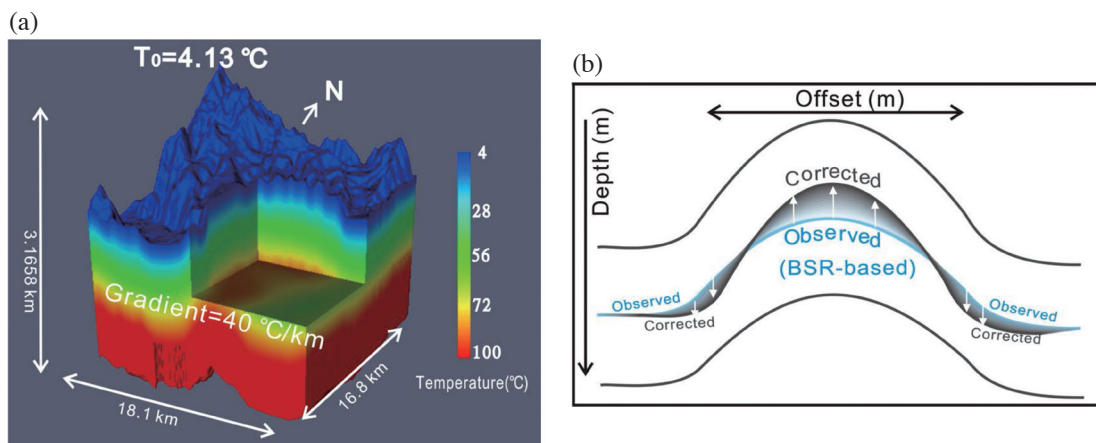 (a)
T₀=4.13 ℃
N
3.1658 km
Gradient=40 ℃/km
18.1 km
16.8 km
4
28
56
72
100
Temperature(℃)
(b)
Offset (m)
Depth (m)
Corrected
Observed
(BSR-based)
Observed
Corrected
Observed
Corrected